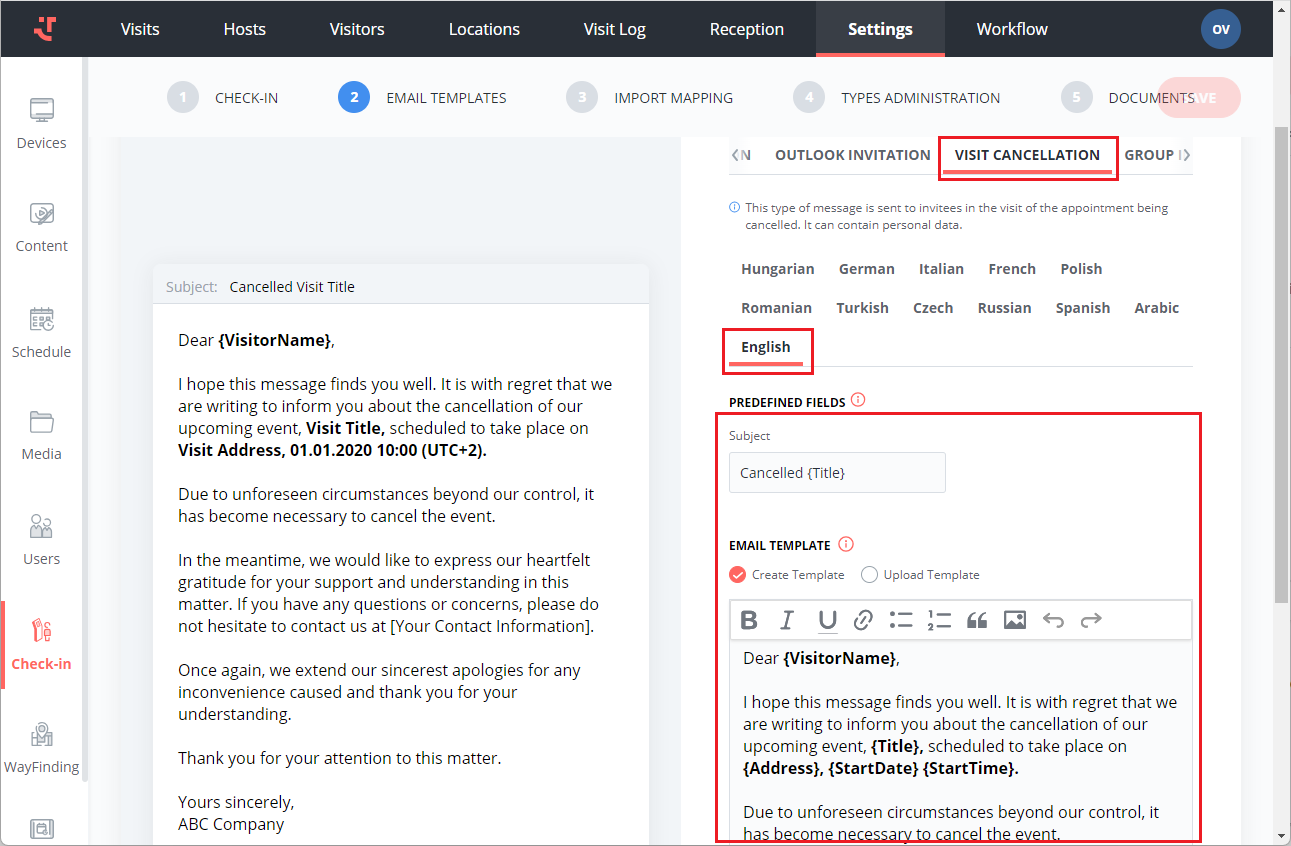 Visits
Hosts
Visitors
Locations
Visit Log
Reception
Settings
Workflow
OV
1 CHECK-IN
2 EMAIL TEMPLATES
3 IMPORT MAPPING
4 TYPES ADMINISTRATION
5 DOCUMENTS
Devices
Content
Schedule
Media
Users
Check-in
WayFinding
Subject: Cancelled Visit Title
Dear {VisitorName},
I hope this message finds you well. It is with regret that we
are writing to inform you about the cancellation of our
upcoming event, Visit Title, scheduled to take place on
Visit Address, 01.01.2020 10:00 (UTC+2).
Due to unforeseen circumstances beyond our control, it
has become necessary to cancel the event.
In the meantime, we would like to express our heartfelt
gratitude for your support and understanding in this
matter. If you have any questions or concerns, please do
not hesitate to contact us at [Your Contact Information].
Once again, we extend our sincerest apologies for any
inconvenience caused and thank you for your
understanding.
Thank you for your attention to this matter.
Yours sincerely,
ABC Company
N
OUTLOOK INVITATION
VISIT CANCELLATION
GROUP I
This type of message is sent to invitees in the visit of the appointment being
cancelled. It can contain personal data.
Hungarian German Italian French Polish
Romanian Turkish Czech Russian Spanish Arabic
English
PREDEFINED FIELDS
Subject
Cancelled {Title}
EMAIL TEMPLATE
Create Template
Upload Template
Dear {VisitorName},
I hope this message finds you well. It is with regret that we
are writing to inform you about the cancellation of our
upcoming event, {Title}, scheduled to take place on
{Address}, {StartDate} {StartTime}.
Due to unforeseen circumstances beyond our control, it
has become necessary to cancel the event.